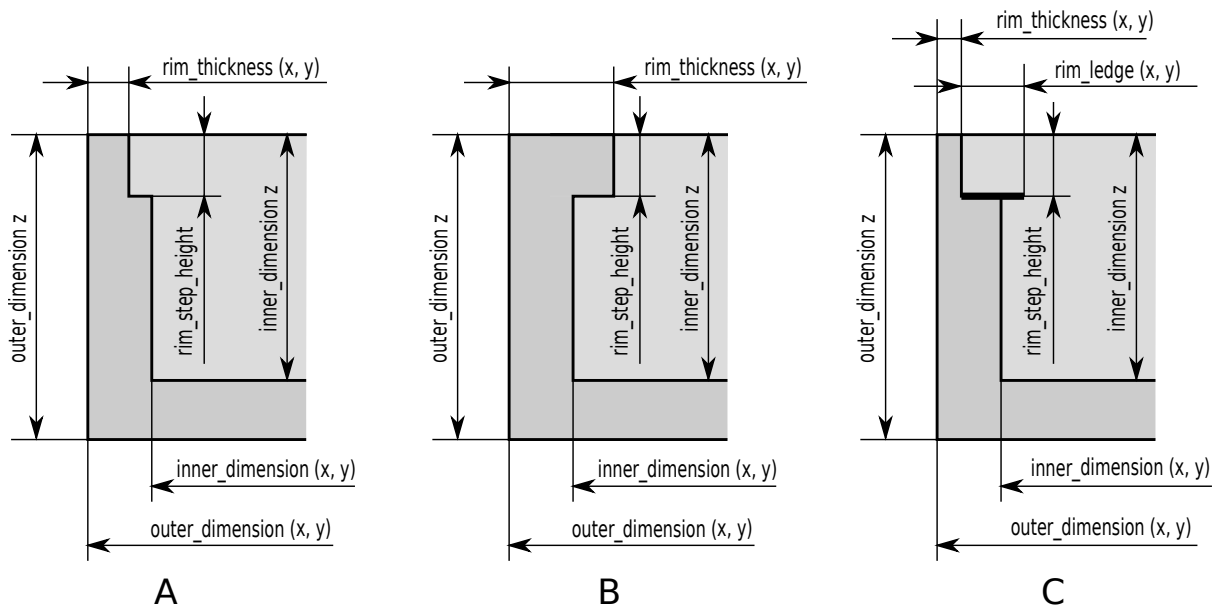 rim_thickness (x, y)
outer_dimension z
rim_step_height
inner_dimension z
inner_dimension (x, y)
outer_dimension (x, y)
A
rim_thickness (x, y)
outer_dimension z
rim_step_height
inner_dimension z
inner_dimension (x, y)
outer_dimension (x, y)
B
rim_thickness (x, y)
rim_ledge (x, y)
outer_dimension z
rim_step_height
inner_dimension z
inner_dimension (x, y)
outer_dimension (x, y)
C